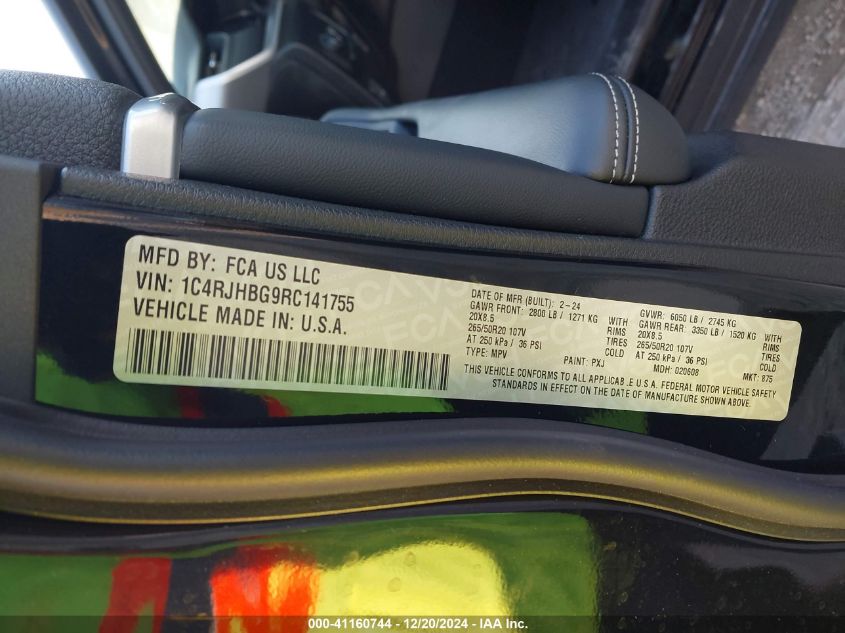 MFD BY: FCA US LLC
VIN: 1C4RJHBG9RC141755
VEHICLE MADE IN: U.S.A.
DATE OF MFR (BUILT): 2-24 GVWR: 6050 LB / 2745 KG
GAWR FRONT: 2800 LB / 1271 KG WITH GAWR REAR: 3350 LB / 1520 KG WITH
20X8.5 RIMS 20X8.5 RIMS
265/50R20 107V TIRES 265/50R20 107V TIRES
AT 250 kPa / 36 PSI COLD AT 250 kPa / 36 PSI COLD
TYPE: MPV PAINT: PXJ MDH: 020608 MKT: 875
THIS VEHICLE CONFORMS TO ALL APPLICAB.E U.S.A. FEDERAL MOTOR VEHICLE SAFETY
STANDARDS IN EFFECT ON THE DATE OF MANUFACTURE SHOWN ABOVE.
000-41160744 / 12/20/2024 - IAA Inc.